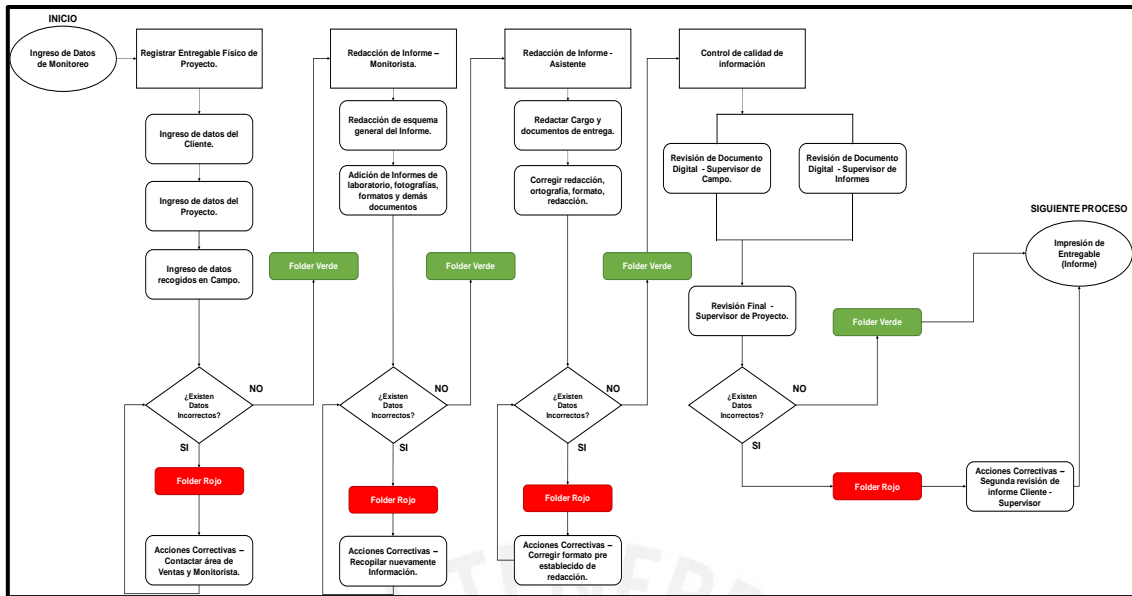 INICIO
Ingreso de Datos
de Monitoreo
Registrar Entregable Físico de
Proyecto.
Ingreso de datos del
Cliente.
Ingreso de datos del
Proyecto.
Ingreso de datos
recogidos en Campo.
¿Existen
Datos
Incorrectos?
NO
SI
Folder Rojo
Acciones Correctivas –
Contactar área de
Ventas y Monitorista.
Folder Verde
Redacción de Informe –
Monitorista.
Redacción de esquema
general del Informe.
Adición de Informes de
laboratorio, fotografías,
formatos y demás
documentos
¿Existen
Datos
Incorrectos?
NO
SI
Folder Rojo
Acciones Correctivas –
Recopilar nuevamente
Información.
Folder Verde
Redacción de Informe -
Asistente
Redactar Cargo y
documentos de entrega.
Corregir redacción,
ortografía, formato,
redacción.
¿Existen
Datos
Incorrectos?
NO
SI
Folder Rojo
Acciones Correctivas –
Corregir formato pre
establecido de
redacción.
Folder Verde
Control de calidad de
información
Revisión de Documento
Digital - Supervisor de
Campo.
Revisión de Documento
Digital - Supervisor de
Informes
Revisión Final -
Supervisor de Proyecto.
¿Existen
Datos
Incorrectos?
NO
SI
Folder Verde
Folder Rojo
Acciones Correctivas –
Segunda revisión de
informe Cliente -
Supervisor
SIGUIENTE PROCESO
Impresión de
Entregable
(Informe)